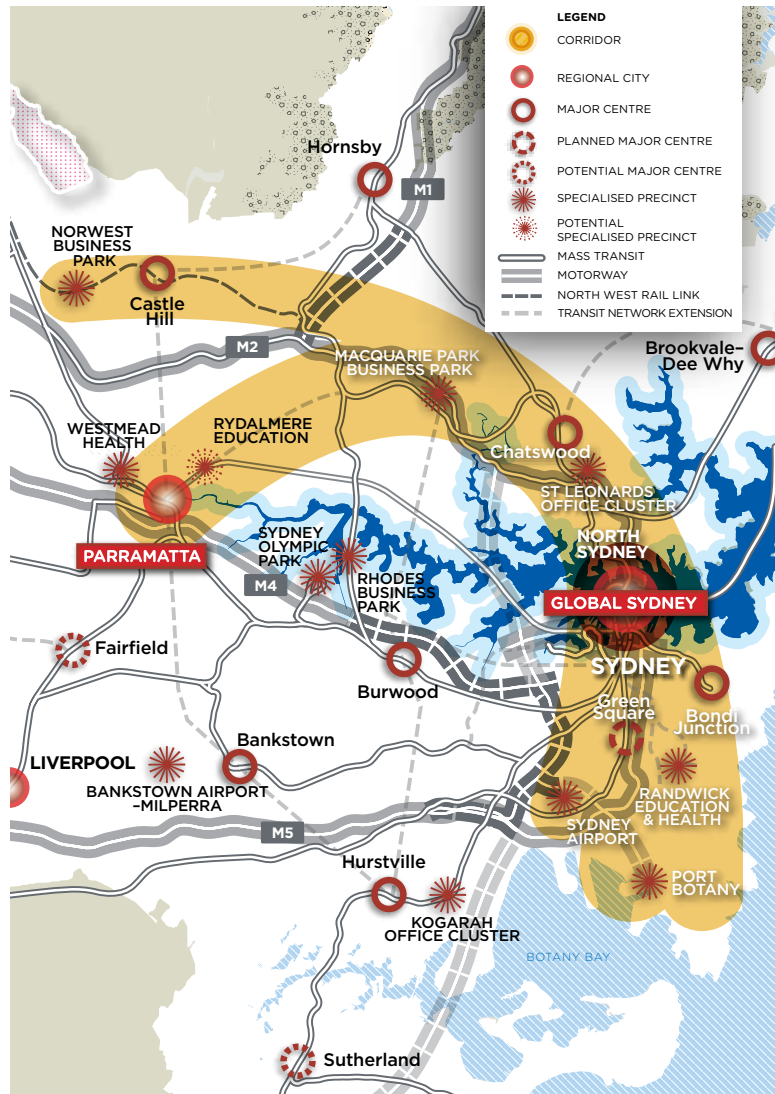 LEGEND
CORRIDOR
REGIONAL CITY
MAJOR CENTRE
PLANNED MAJOR CENTRE
POTENTIAL MAJOR CENTRE
SPECIALISED PRECINCT
POTENTIAL
SPECIALISED PRECINCT
MASS TRANSIT
MOTORWAY
NORTH WEST RAIL LINK
TRANSIT NETWORK EXTENSION
Hornsby
M1
NORWEST
BUSINESS
PARK
Castle
Hill
M2
MACQUARIE PARK
BUSINESS PARK
Brookvale–
Dee Why
WESTMEAD
HEALTH
RYDALMERE
EDUCATION
Chatswood
ST LEONARDS
OFFICE CLUSTER
PARRAMATTA
SYDNEY
OLYMPIC
PARK
M4
RHODES
BUSINESS
PARK
NORTH
SYDNEY
GLOBAL SYDNEY
SYDNEY
Fairfield
Burwood
Green
Square
Bondi
Junction
LIVERPOOL
BANKSTOWN AIRPORT
–MILPERRA
Bankstown
RANDWICK
EDUCATION
& HEALTH
SYDNEY
AIRPORT
M5
Hurstville
KOGARAH
OFFICE CLUSTER
PORT
BOTANY
BOTANY BAY
Sutherland